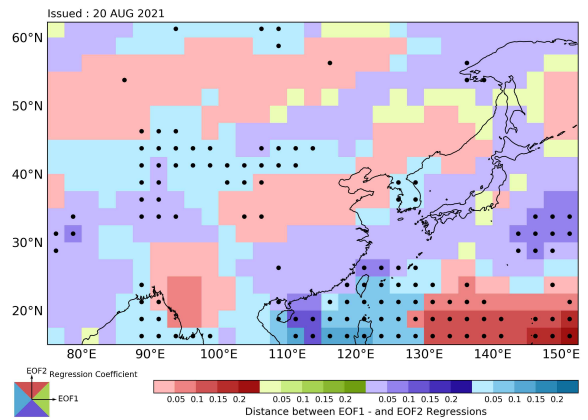 Issued : 20 AUG 2021
60°N
50°N
40°N
30°N
20°N
80°E 90°E 100°E 110°E 120°E 130°E 140°E 150°E
EOF2 Regression Coefficient
EOF1
0.05 0.1 0.15 0.2 0.05 0.1 0.15 0.2 0.05 0.1 0.15 0.2 0.05 0.1 0.15 0.2
Distance between EOF1 - and EOF2 Regressions